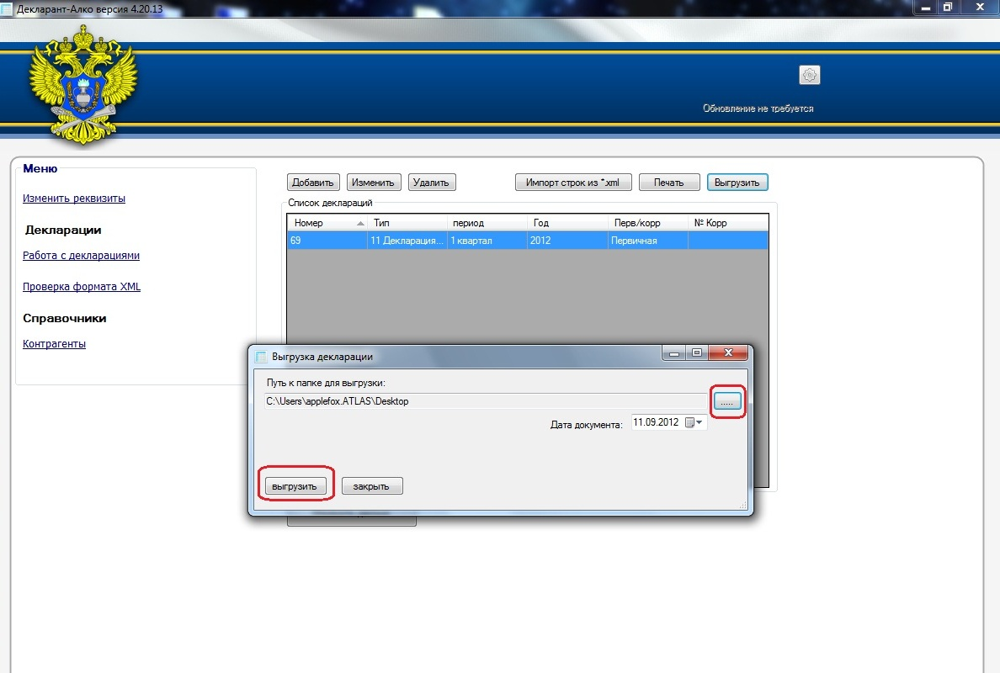 Декларант-Алко версия 4.20.13
Обновление не требуется
Меню
Изменить реквизиты
Декларации
Работа с декларациями
Проверка формата XML
Справочники
Контрагенты
Добавить Изменить Удалить Импорт строк из *.xml Печать Выгрузить
Список деклараций
Номер Тип период Год Перв/корр № Корр
69 11 Декларация... 1 квартал 2012 Первичная
Выгрузка декларации
Путь к папке для выгрузки:
C:\Users\applefox.ATLAS\Desktop .....
Дата документа: 11.09.2012
выгрузить закрыть